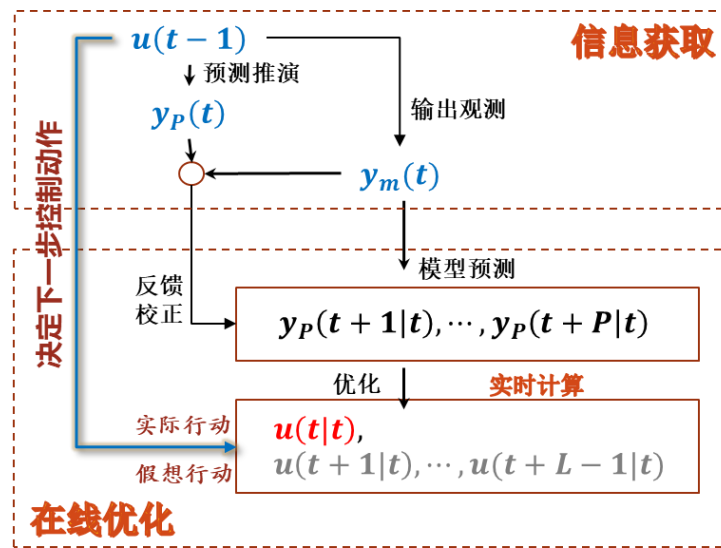 信息获取
u(t − 1)
预测推演
y_P(t)
输出观测
y_m(t)
决定下一步控制动作
模型预测
反馈
校正
y_P(t + 1|t), ⋯, y_P(t + P|t)
优化
实时计算
实际行动
u(t|t),
假想行动
u(t + 1|t), ⋯, u(t + L − 1|t)
在线优化